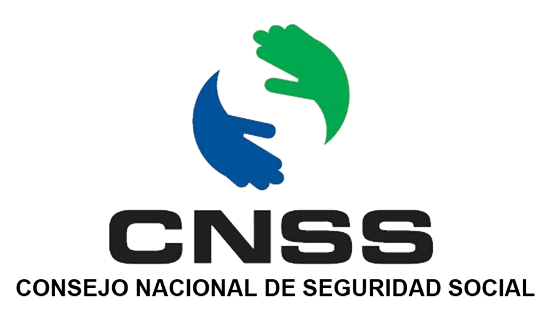 CNSS
CONSEJO NACIONAL DE SEGURIDAD SOCIAL